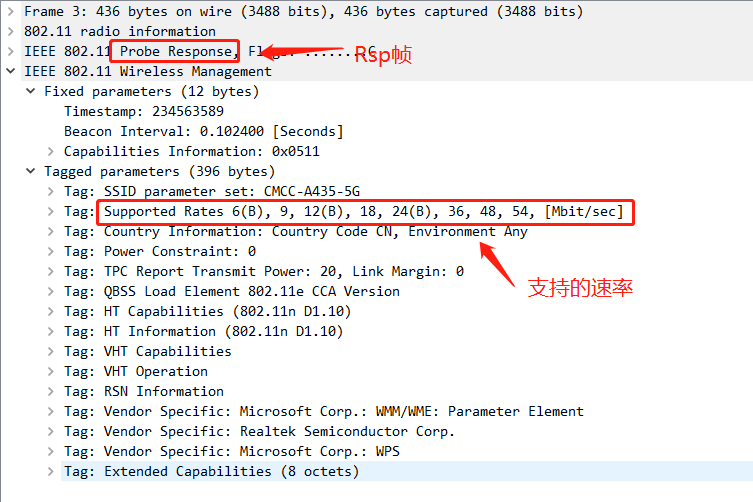 Frame 3: 436 bytes on wire (3488 bits), 436 bytes captured (3488 bits)
802.11 radio information
IEEE 802.11 Probe Response, Flags: ........C Rsp帧
IEEE 802.11 Wireless Management
Fixed parameters (12 bytes)
Timestamp: 234563589
Beacon Interval: 0.102400 [Seconds]
Capabilities Information: 0x0511
Tagged parameters (396 bytes)
Tag: SSID parameter set: CMCC-A435-5G
Tag: Supported Rates 6(B), 9, 12(B), 18, 24(B), 36, 48, 54, [Mbit/sec]
Tag: Country Information: Country Code CN, Environment Any
Tag: Power Constraint: 0
Tag: TPC Report Transmit Power: 20, Link Margin: 0
Tag: QBSS Load Element 802.11e CCA Version
支持的速率
Tag: HT Capabilities (802.11n D1.10)
Tag: HT Information (802.11n D1.10)
Tag: VHT Capabilities
Tag: VHT Operation
Tag: RSN Information
Tag: Vendor Specific: Microsoft Corp.: WMM/WME: Parameter Element
Tag: Vendor Specific: Realtek Semiconductor Corp.
Tag: Vendor Specific: Microsoft Corp.: WPS
Tag: Extended Capabilities (8 octets)